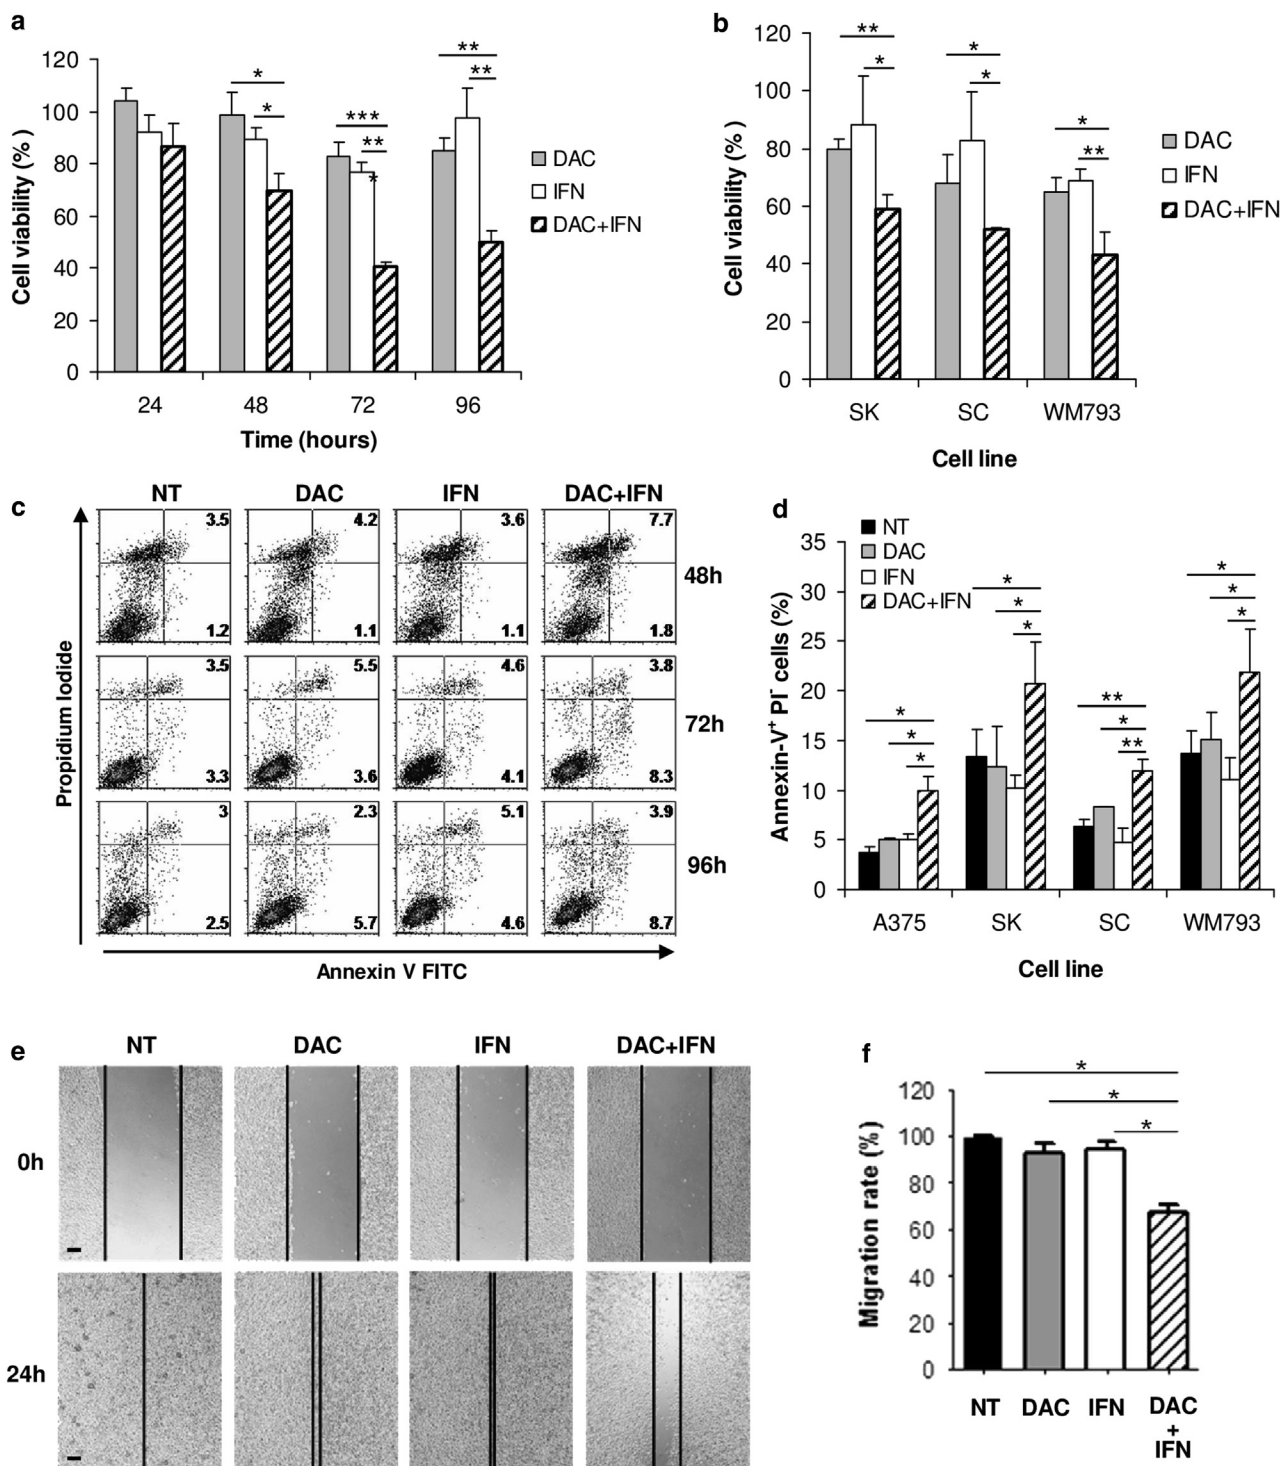 a
120
100
80
60
40
20
0
Cell viability (% )
*
*
***
**
*
**
**
DAC
IFN
DAC+IFN
24 48 72 96
Time (hours)
b
120
100
80
60
40
20
0
Cell viability (% )
**
*
*
*
*
**
DAC
IFN
DAC+IFN
SK SC WM793
Cell line
c
NT DAC IFN DAC+IFN
Propidium Iodide
3.5 4.2 3.6 7.7
48h
1.2 1.1 1.1 1.8
3.5 5.5 4.6 3.8
72h
3.3 3.6 4.1 8.3
3 2.3 5.1 3.9
96h
2.5 5.7 4.6 8.7
Annexin V FITC
d
NT
DAC
IFN
DAC+IFN
35
30
25
20
15
10
5
0
Annexin-V+ PI- cells (%)
*
*
*
*
*
*
**
*
**
*
*
*
A375 SK SC WM793
Cell line
e
NT DAC IFN DAC+IFN
0h
24h
f
120
100
80
60
40
20
0
Migration rate (%)
*
*
*
NT DAC IFN DAC
+
IFN